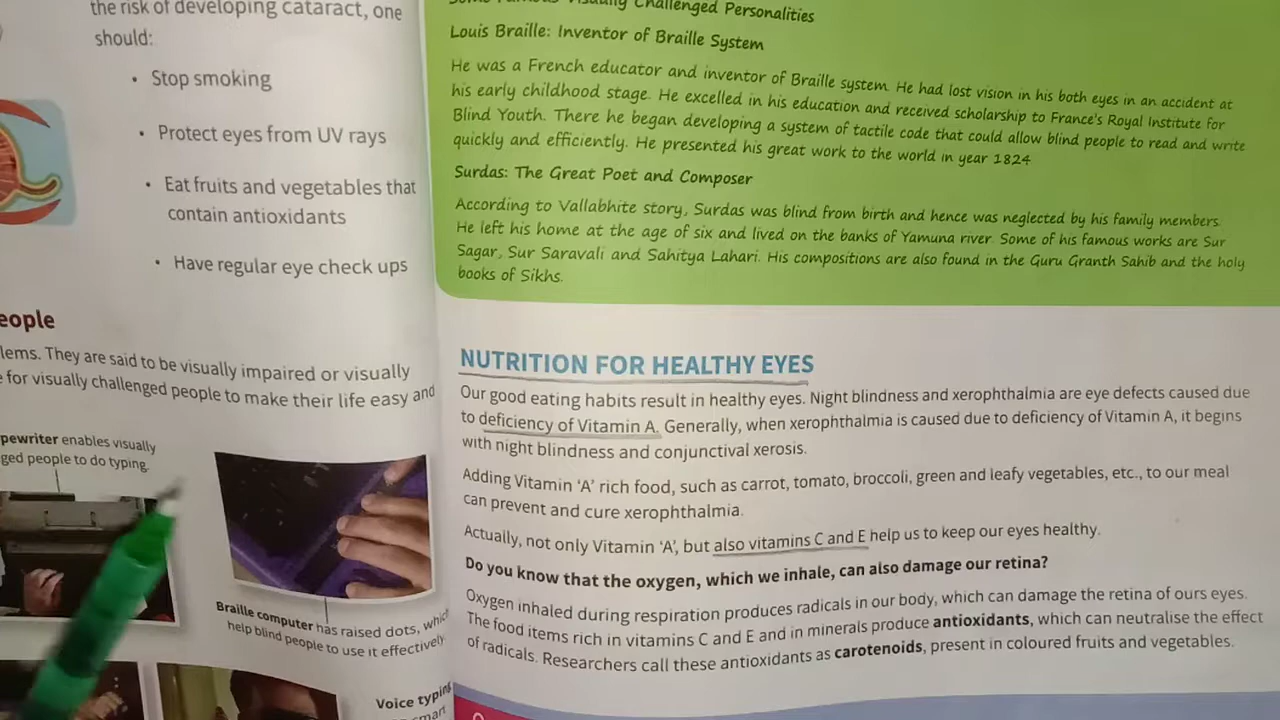 the risk of developing cataract, one
should:
• Stop smoking
• Protect eyes from UV rays
• Eat fruits and vegetables that
contain antioxidants
• Have regular eye check ups
eople
lems. They are said to be visually impaired or visually
for visually challenged people to make their life easy and
pewriter enables visually
ged people to do typing.
Braille computer has raised dots, which
help blind people to use it effectively.
Voice typing
smart
Challenged Personalities
Louis Braille: Inventor of Braille System
He was a French educator and inventor of Braille system. He had lost vision in his both eyes in an accident at
his early childhood stage. He excelled in his education and received scholarship to France's Royal Institute for
Blind Youth. There he began developing a system of tactile code that could allow blind people to read and write
quickly and efficiently. He presented his great work to the world in year 1824
Surdas: The Great Poet and Composer
According to Vallabhite story, Surdas was blind from birth and hence was neglected by his family members.
He left his home at the age of six and lived on the banks of Yamuna river. Some of his famous works are Sur
Sagar, Sur Saravali and Sahitya Lahari. His compositions are also found in the Guru Granth Sahib and the holy
books of Sikhs.
NUTRITION FOR HEALTHY EYES
Our good eating habits result in healthy eyes. Night blindness and xerophthalmia are eye defects caused due
to deficiency of Vitamin A. Generally, when xerophthalmia is caused due to deficiency of Vitamin A, it begins
with night blindness and conjunctival xerosis.
Adding Vitamin 'A' rich food, such as carrot, tomato, broccoli, green and leafy vegetables, etc., to our meal
can prevent and cure xerophthalmia.
Actually, not only Vitamin 'A', but also vitamins C and E help us to keep our eyes healthy.
Do you know that the oxygen, which we inhale, can also damage our retina?
Oxygen inhaled during respiration produces radicals in our body, which can damage the retina of ours eyes.
The food items rich in vitamins C and E and in minerals produce antioxidants, which can neutralise the effect
of radicals. Researchers call these antioxidants as carotenoids, present in coloured fruits and vegetables.